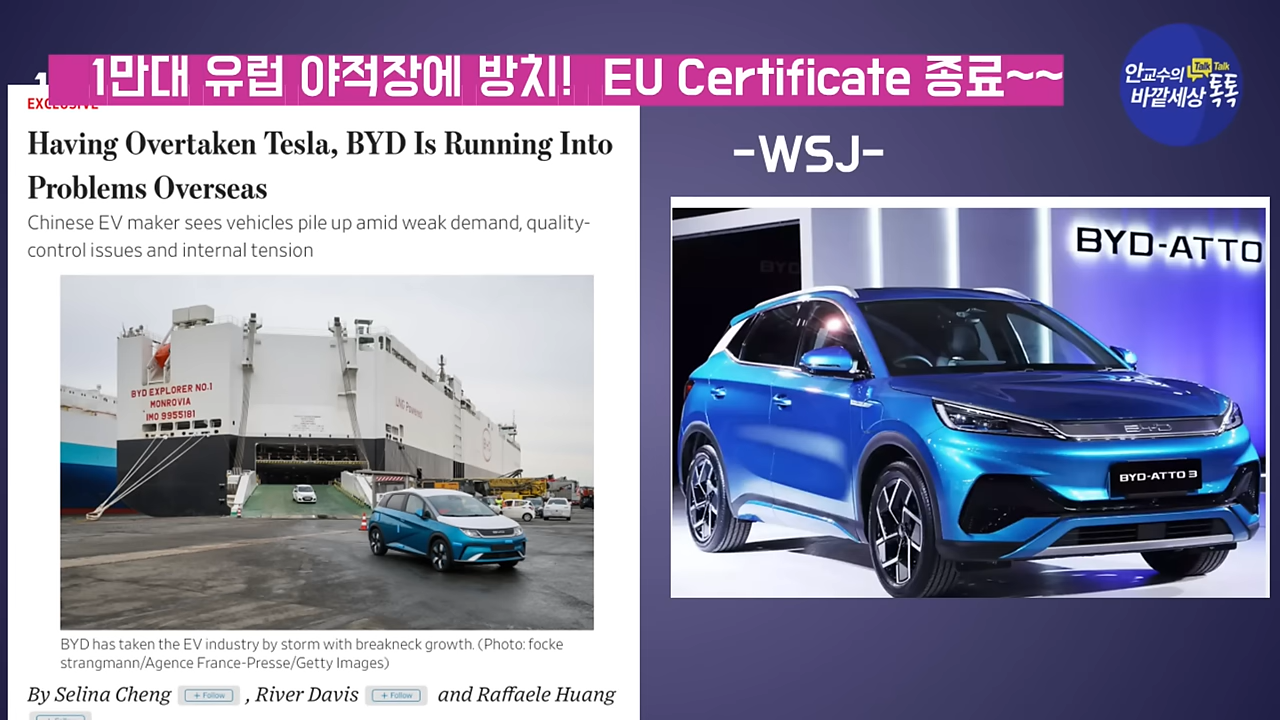 1만대 유럽 야적장에 방치! EU Certificate 종료~~
안교수의 Talk Talk
바깥세상 톡톡
-WSJ-
EXCLUSIVE
Having Overtaken Tesla, BYD Is Running Into
Problems Overseas
Chinese EV maker sees vehicles pile up amid weak demand, quality-
control issues and internal tension
BYD EXPLORER NO.1
MONROVIA
IMO 9955181
LNG Powered
BYD has taken the EV industry by storm with breakneck growth. (Photo: focke
strangmann/Agence France-Presse/Getty Images)
By Selina Cheng + Follow , River Davis + Follow and Raffaele Huang
BYD-ATTO
BYD
BYD-ATTO 3